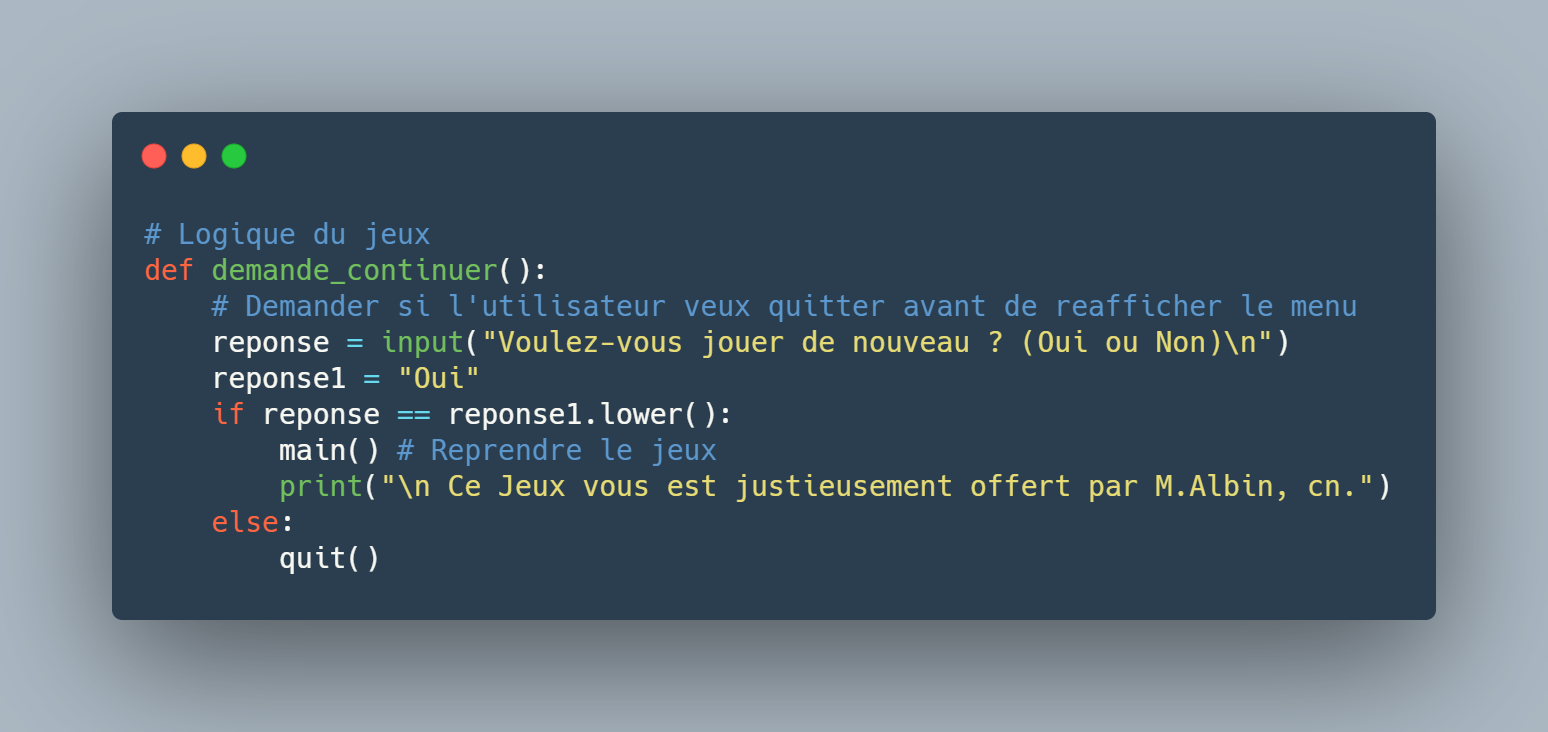 # Logique du jeux
def demande_continuer():
    # Demander si l'utilisateur veux quitter avant de reafficher le menu
    reponse = input("Voulez-vous jouer de nouveau ? (Oui ou Non)\n")
    reponse1 = "Oui"
    if reponse == reponse1.lower():
        main() # Reprendre le jeux
        print("\n Ce Jeux vous est justieusement offert par M.Albin, cn.")
    else:
        quit()